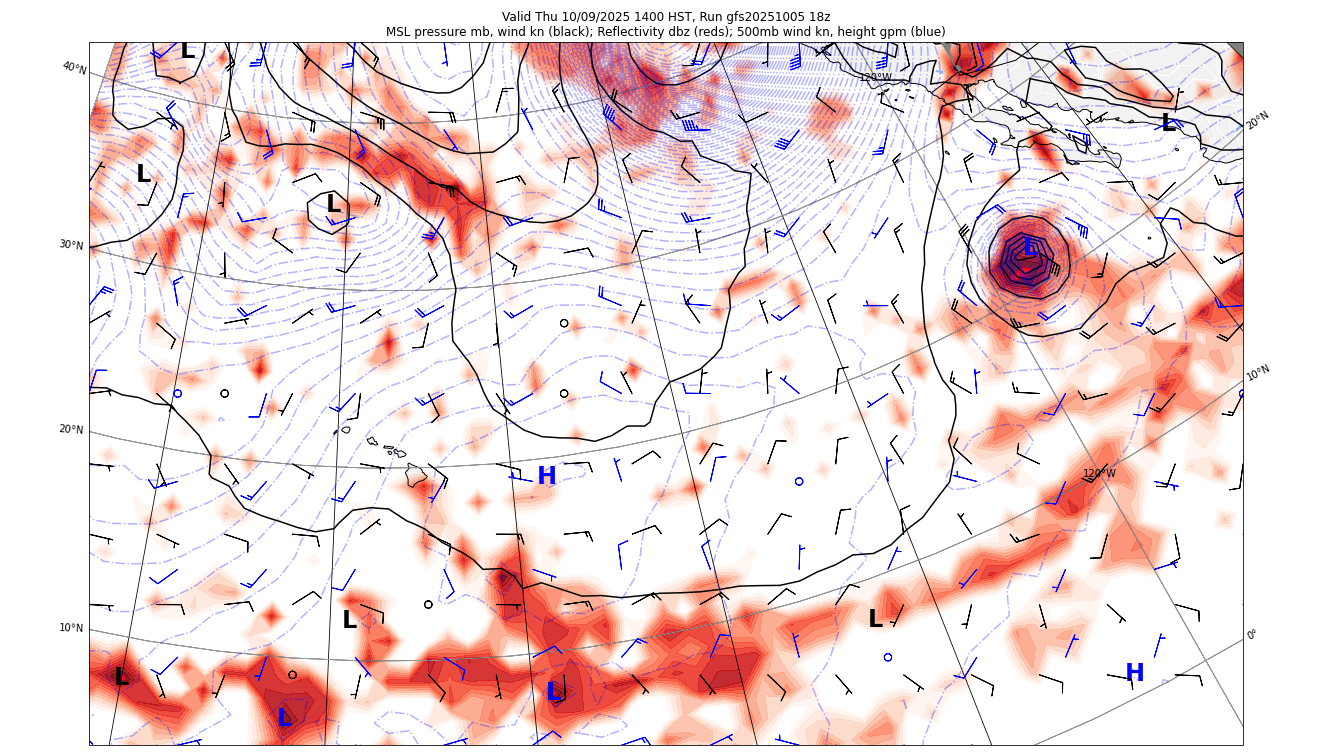 Valid Thu 10/09/2025 1400 HST, Run gfs20251005 18z
MSL pressure mb, wind kn (black); Reflectivity dbz (reds); 500mb wind kn, height gpm (blue)
L
40°N
120°W
L
20°N
L
L
30°N
L
10°N
20°N
H
120°W
L
L
10°N
0°
L
H
L
L